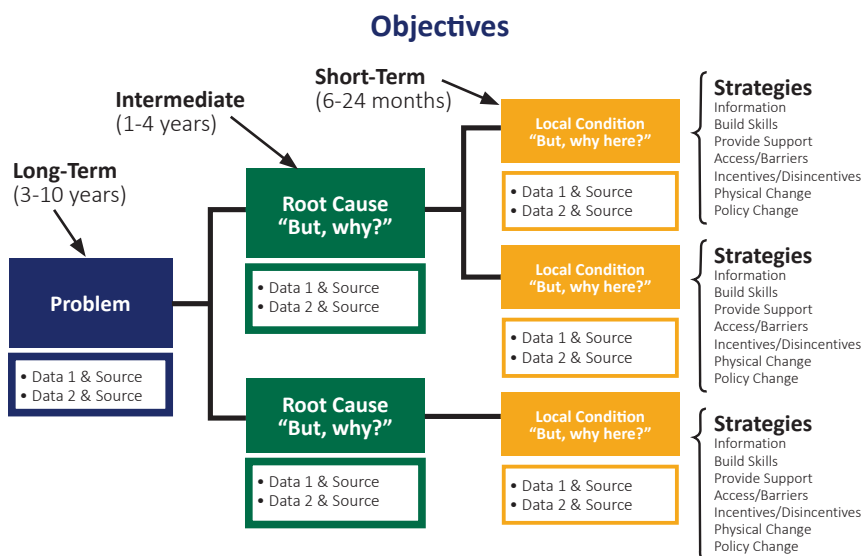 Objectives
Long-Term
(3-10 years)
Problem
• Data 1 & Source
• Data 2 & Source
Intermediate
(1-4 years)
Root Cause
“But, why?”
• Data 1 & Source
• Data 2 & Source
Root Cause
“But, why?”
• Data 1 & Source
• Data 2 & Source
Short-Term
(6-24 months)
Local Condition
“But, why here?”
• Data 1 & Source
• Data 2 & Source
Local Condition
“But, why here?”
• Data 1 & Source
• Data 2 & Source
Local Condition
“But, why here?”
• Data 1 & Source
• Data 2 & Source
Strategies
Information
Build Skills
Provide Support
Access/Barriers
Incentives/Disincentives
Physical Change
Policy Change
Strategies
Information
Build Skills
Provide Support
Access/Barriers
Incentives/Disincentives
Physical Change
Policy Change
Strategies
Information
Build Skills
Provide Support
Access/Barriers
Incentives/Disincentives
Physical Change
Policy Change